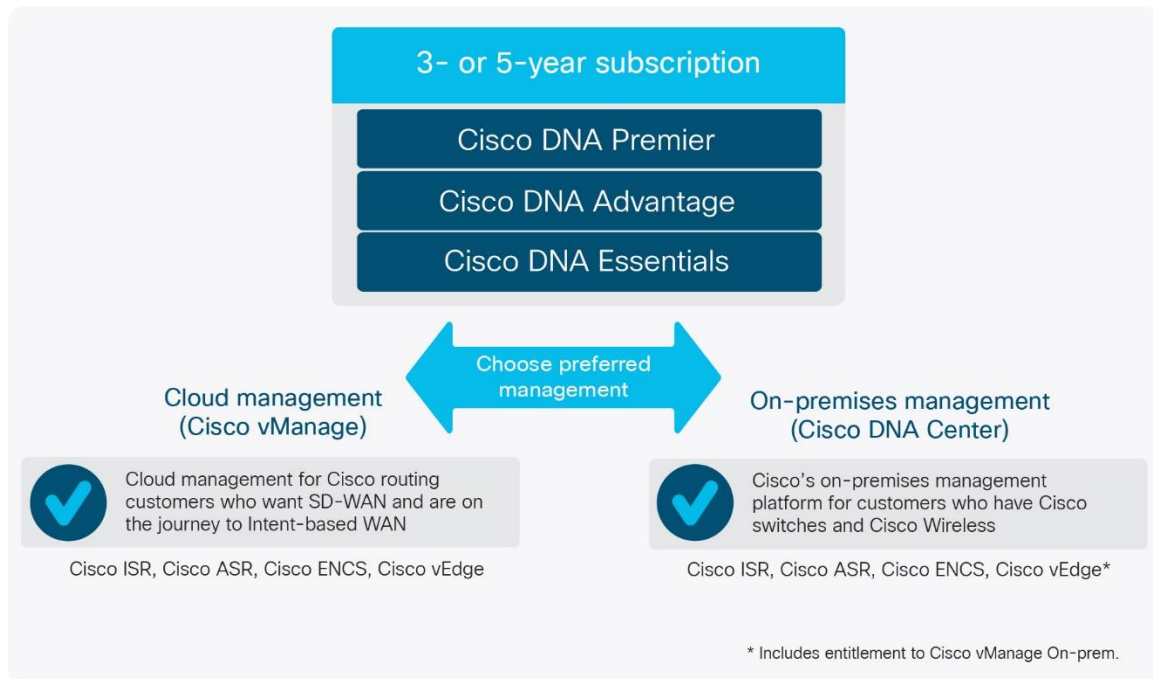 3- or 5-year subscription
Cisco DNA Premier
Cisco DNA Advantage
Cisco DNA Essentials
Choose preferred
management
Cloud management
(Cisco vManage)
Cloud management for Cisco routing
customers who want SD-WAN and are on
the journey to Intent-based WAN
Cisco ISR, Cisco ASR, Cisco ENCS, Cisco vEdge
On-premises management
(Cisco DNA Center)
Cisco’s on-premises management
platform for customers who have Cisco
switches and Cisco Wireless
Cisco ISR, Cisco ASR, Cisco ENCS, Cisco vEdge*
* Includes entitlement to Cisco vManage On-prem.